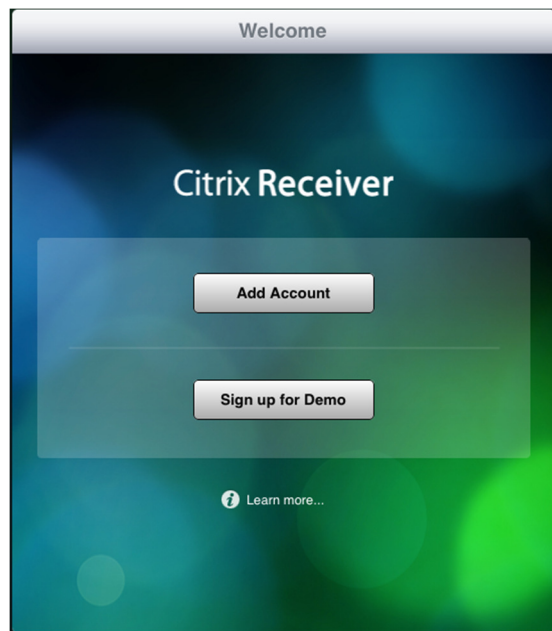 Welcome
Citrix Receiver
Add Account
Sign up for Demo
Learn more...